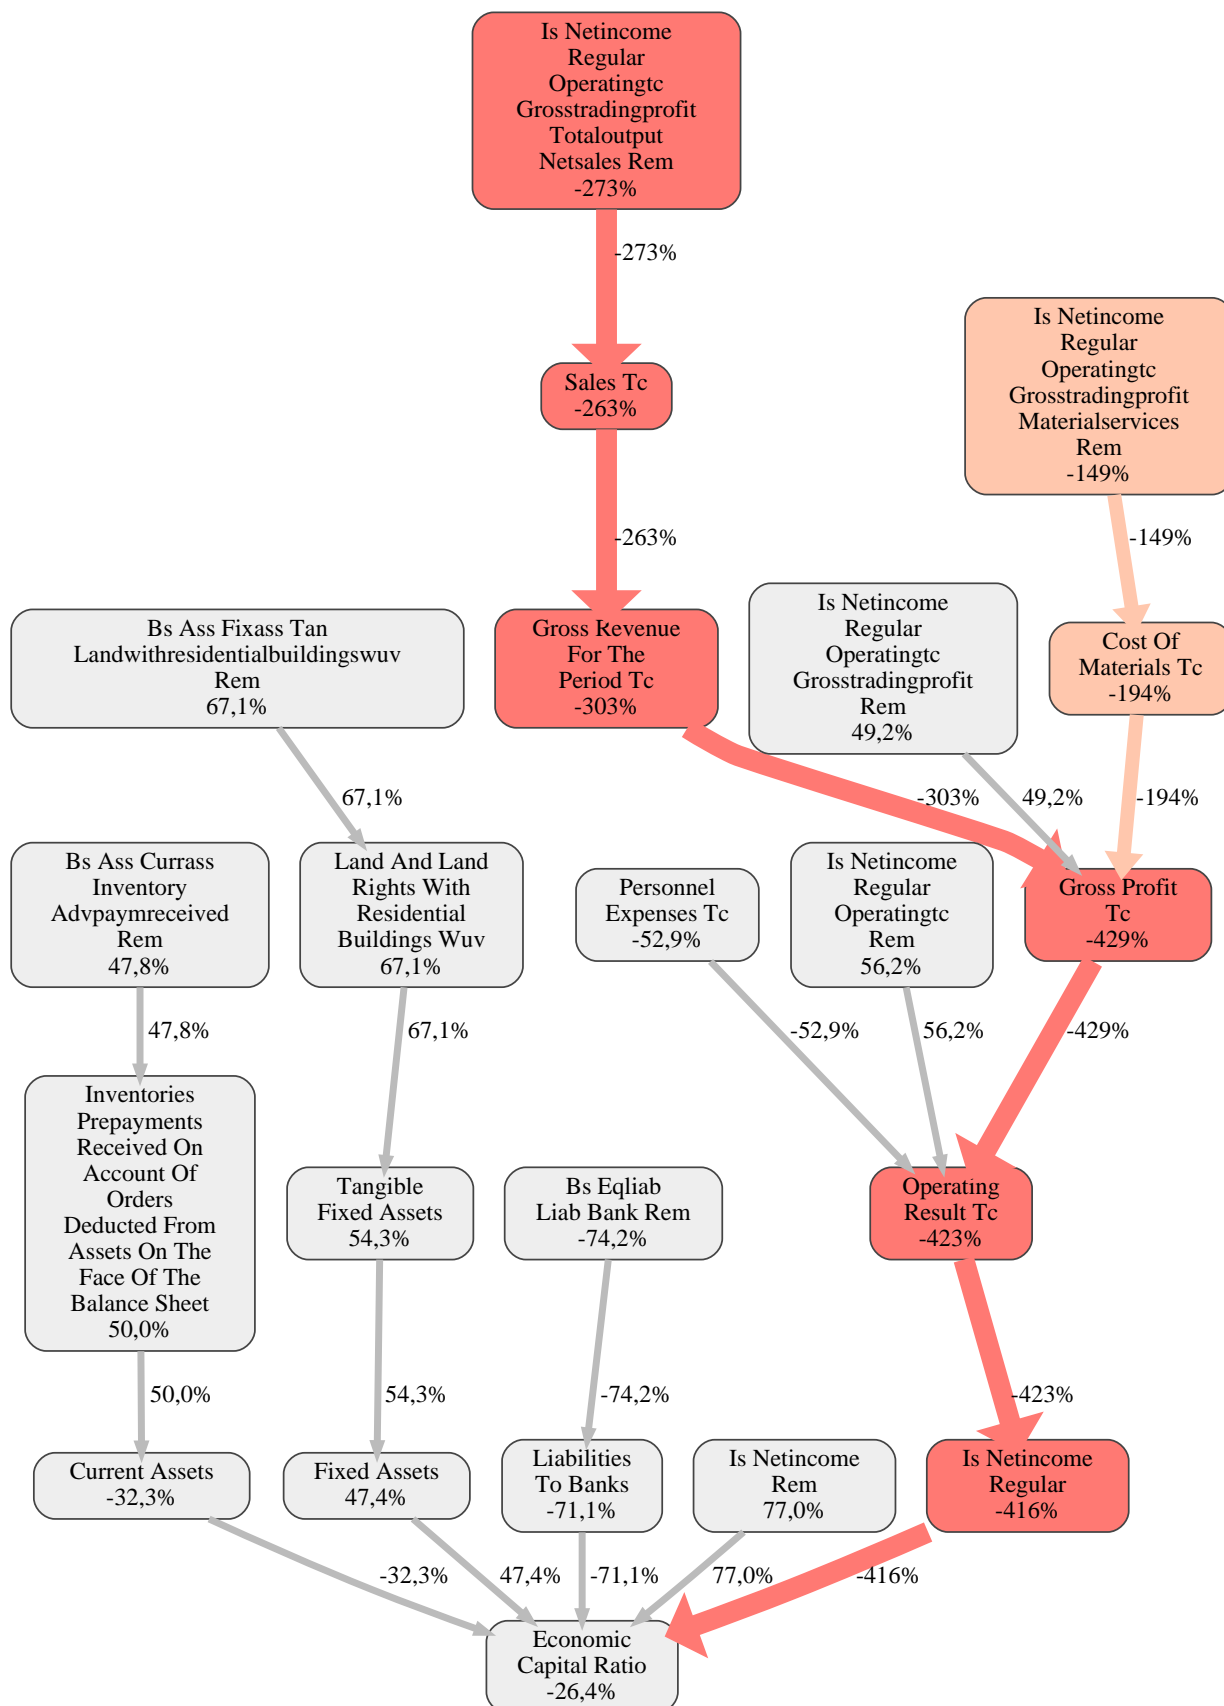 Is Netincome
Regular
Operatingtc
Grosstradingprofit
Totaloutput
Netsales Rem
-273%
-273%
Is Netincome
Regular
Operatingtc
Grosstradingprofit
Materialservices
Rem
-149%
Sales Tc
-263%
-263%
-149%
Bs Ass Fixass Tan
Landwithresidentialbuildingswuv
Rem
67,1%
Gross Revenue
For The
Period Tc
-303%
Is Netincome
Regular
Operatingtc
Grosstradingprofit
Rem
49,2%
Cost Of
Materials Tc
-194%
67,1%
-303%
49,2%
-194%
Bs Ass Currass
Inventory
Advpaymreceived
Rem
47,8%
Land And Land
Rights With
Residential
Buildings Wuv
67,1%
Personnel
Expenses Tc
-52,9%
Is Netincome
Regular
Operatingtc
Rem
56,2%
Gross Profit
Tc
-429%
47,8%
67,1%
-52,9%
56,2%
-429%
Inventories
Prepayments
Received On
Account Of
Orders
Deducted From
Assets On The
Face Of The
Balance Sheet
50,0%
Tangible
Fixed Assets
54,3%
Bs Eqliab
Liab Bank Rem
-74,2%
Operating
Result Tc
-423%
50,0%
54,3%
-74,2%
-423%
Current Assets
-32,3%
Fixed Assets
47,4%
Liabilities
To Banks
-71,1%
Is Netincome
Rem
77,0%
Is Netincome
Regular
-416%
-32,3%
47,4%
-71,1%
77,0%
-416%
Economic
Capital Ratio
-26,4%